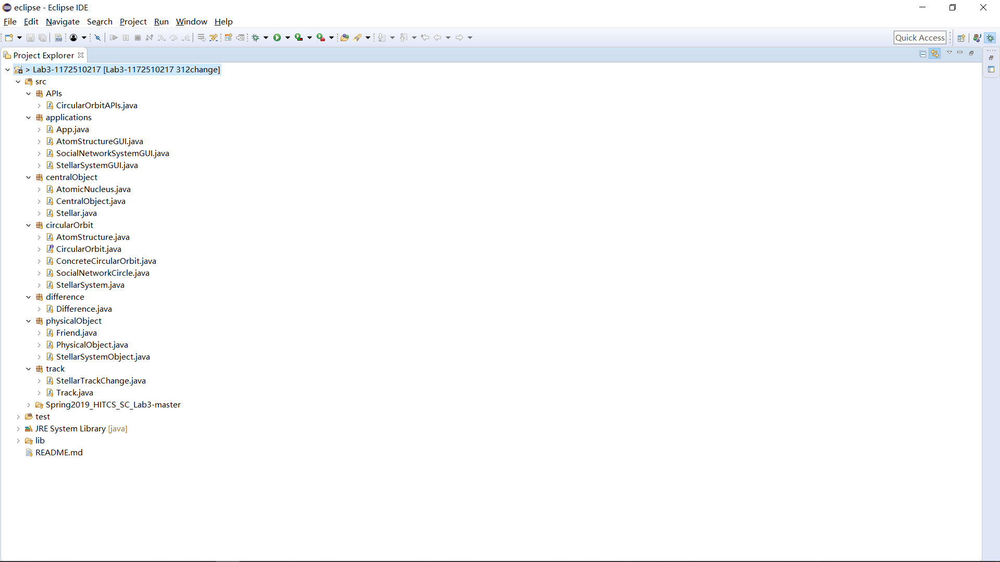 eclipse - Eclipse IDE
File Edit Navigate Search Project Run Window Help
Quick Access
Project Explorer
> Lab3-1172510217 [Lab3-1172510217 312change]
src
APIs
CircularOrbitAPIs.java
applications
App.java
AtomStructureGUI.java
SocialNetworkSystemGUI.java
StellarSystemGUI.java
centralObject
AtomicNucleus.java
CentralObject.java
Stellar.java
circularOrbit
AtomStructure.java
CircularOrbit.java
ConcreteCircularOrbit.java
SocialNetworkCircle.java
StellarSystem.java
difference
Difference.java
physicalObject
Friend.java
PhysicalObject.java
StellarSystemObject.java
track
StellarTrackChange.java
Track.java
Spring2019_HITCS_SC_Lab3-master
test
JRE System Library [java]
lib
README.md